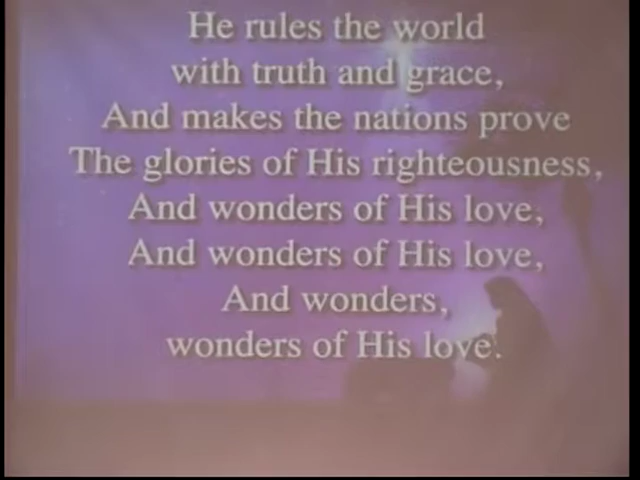 He rules the world
with truth and grace,
And makes the nations prove
The glories of His righteousness,
And wonders of His love,
And wonders of His love,
And wonders,
wonders of His love.